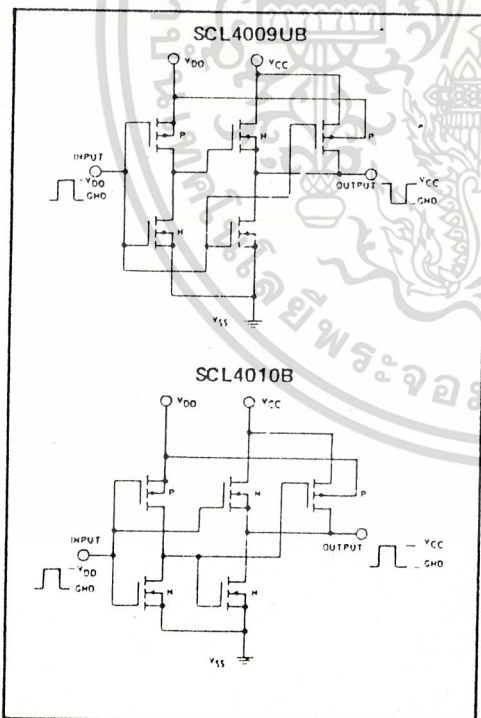 SCL4009UB
VDD
VCC
P
N
P
INPUT
VDD
GND
OUTPUT
VCC
GND
N
VSS
SCL4010B
VDD
VCC
P
N
P
INPUT
VDD
GND
OUTPUT
VCC
GND
N
N
VSS